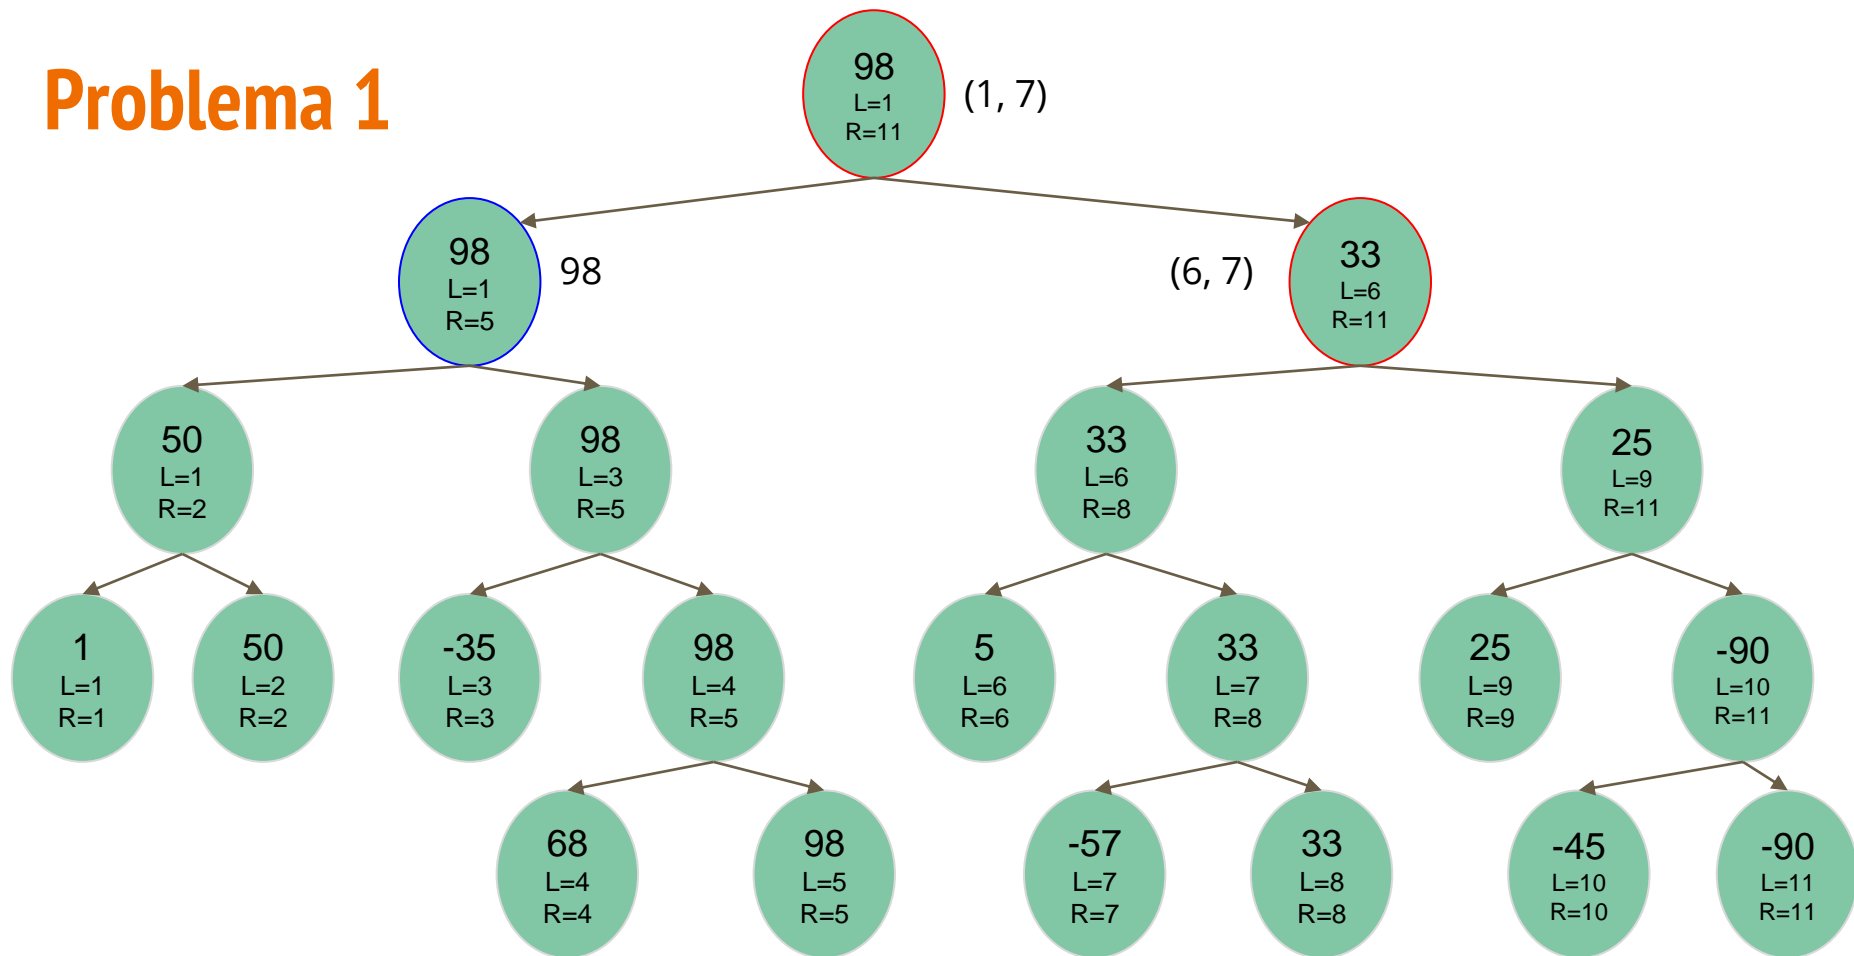 Problema 1
98
L=1
R=11
(1, 7)
98
L=1
R=5
98
(6, 7)
33
L=6
R=11
50
L=1
R=2
98
L=3
R=5
33
L=6
R=8
25
L=9
R=11
1
L=1
R=1
50
L=2
R=2
-35
L=3
R=3
98
L=4
R=5
5
L=6
R=6
33
L=7
R=8
25
L=9
R=9
-90
L=10
R=11
68
L=4
R=4
98
L=5
R=5
-57
L=7
R=7
33
L=8
R=8
-45
L=10
R=10
-90
L=11
R=11